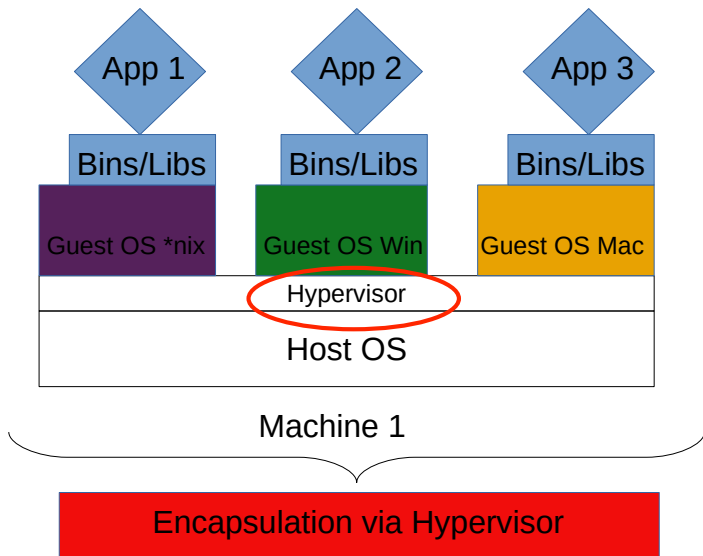 App 1
App 2
App 3
Bins/Libs
Bins/Libs
Bins/Libs
Guest OS *nix
Guest OS Win
Guest OS Mac
Hypervisor
Host OS
Machine 1
Encapsulation via Hypervisor